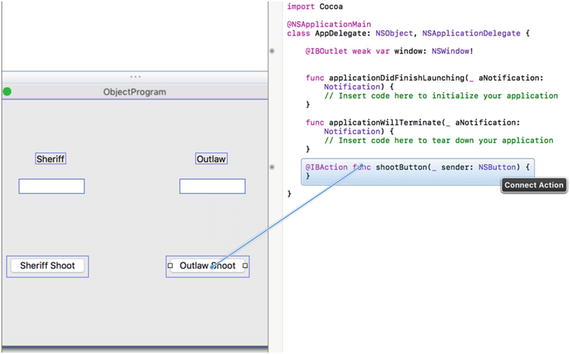 ObjectProgram
Sheriff
Outlaw
Sheriff Shoot
Outlaw Shoot
import Cocoa
@NSApplicationMain
class AppDelegate: NSObject, NSApplicationDelegate {
@IBOutlet weak var window: NSWindow!
func applicationDidFinishLaunching(_ aNotification:
Notification) {
// Insert code here to initialize your application
}
func applicationWillTerminate(_ aNotification:
Notification) {
// Insert code here to tear down your application
}
@IBAction func shootButton(_ sender: NSButton) {
}
Connect Action
}